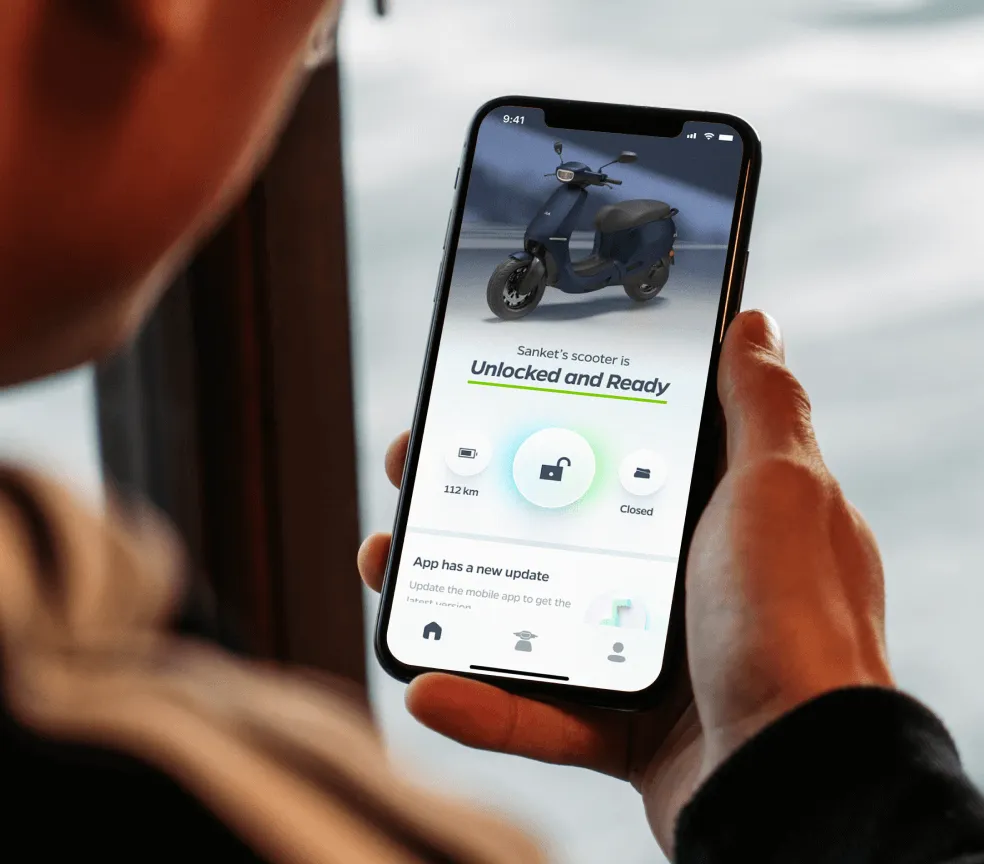 9:41
Sanket's scooter is
Unlocked and Ready
112 km
Closed
App has a new update
Update the mobile app to get the
latest version